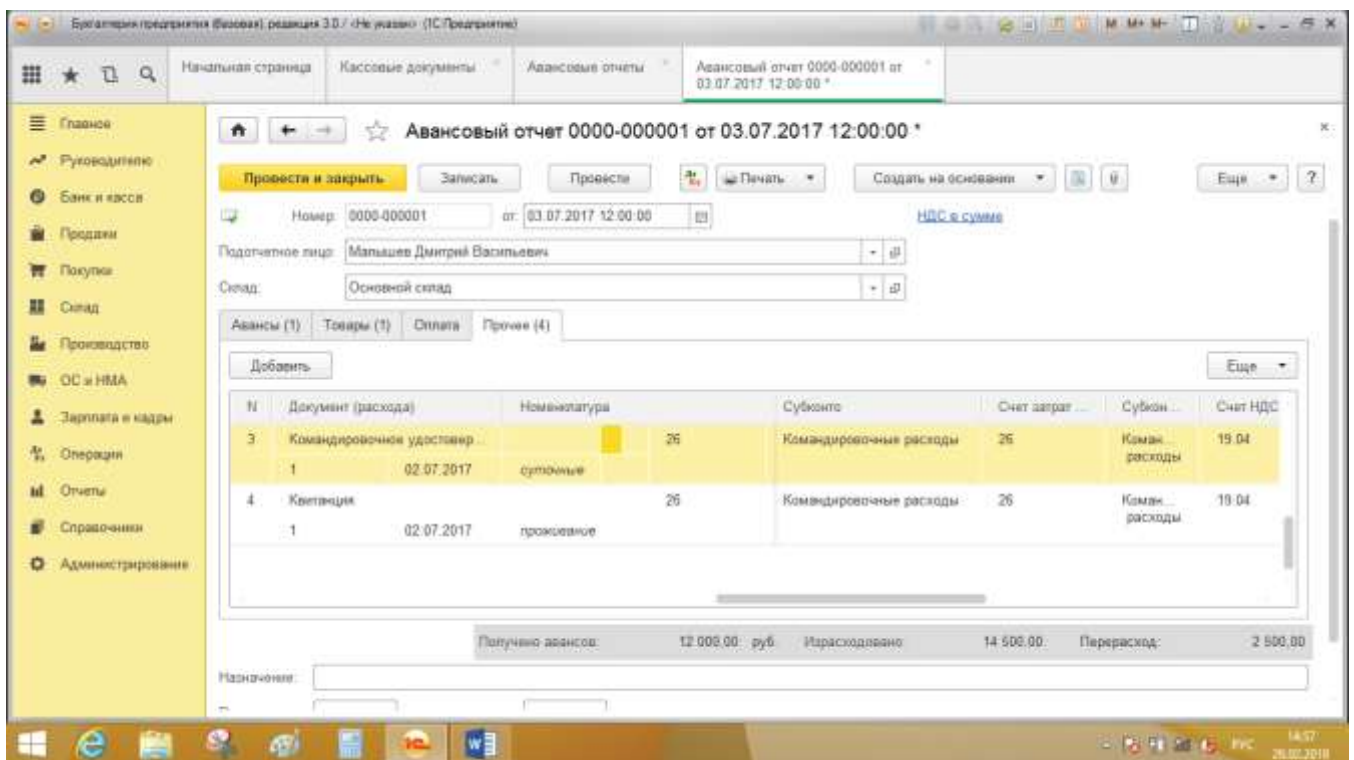 Бухгалтерия предприятия (базовая), редакция 3.0 / <Не указано> (1С:Предприятие)
M M+ M-
Начальная страница
Кассовые документы
Авансовые отчеты
Авансовый отчет 0000-000001 от
03.07.2017 12:00:00 *
Главное
Руководителю
Банк и касса
Продажи
Покупки
Склад
Производство
ОС и НМА
Зарплата и кадры
Операции
Отчеты
Справочники
Администрирование
Авансовый отчет 0000-000001 от 03.07.2017 12:00:00 *
Провести и закрыть Записать Провести Печать Создать на основании Еще ?
Номер: 0000-000001 от: 03.07.2017 12:00:00 НДС в сумме
Подотчетное лицо: Малышев Дмитрий Васильевич
Склад: Основной склад
Авансы (1) Товары (1) Оплата Прочее (4)
Добавить Еще
N Документ (расхода) Номенклатура Субконто Счет затрат ... Субкон... Счет НДС
3 Командировочное удостовер... 26 Командировочные расходы 26 Коман... расходы 19.04
1 02.07.2017 суточные
4 Квитанция 26 Командировочные расходы 26 Коман... расходы 19.04
1 02.07.2017 проживание
Получено авансов: 12 000,00 руб. Израсходовано: 14 500,00 Перерасход: 2 500,00
Назначение:
РУС
14:57